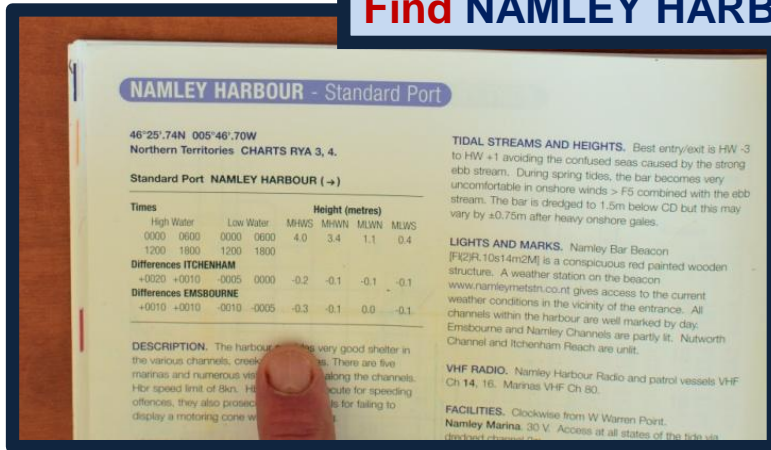 Find NAMLEY HARB
NAMLEY HARBOUR - Standard Port
46°25'.74N 005°46'.70W
Northern Territories CHARTS RYA 3, 4.
Standard Port NAMLEY HARBOUR (→)
Times Height (metres)
High Water Low Water MHWS MHWN MLWN MLWS
0000 0600 0000 0600 4.0 3.4 1.1 0.4
1200 1800 1200 1800
Differences ITCHENHAM
+0020 +0010 -0005 0000 -0.2 -0.1 -0.1 -0.1
Differences EMSBOURNE
+0010 +0010 -0010 -0005 -0.3 -0.1 0.0 -0.1
DESCRIPTION. The harbour very good shelter in
the various channels, There are five
marinas and numerous along the channels.
Hbr speed limit of 8kn. for speeding
offences, they also for failing to
display a motoring cone
TIDAL STREAMS AND HEIGHTS. Best entry/exit is HW -3
to HW +1 avoiding the confused seas caused by the strong
ebb stream. During spring tides, the bar becomes very
uncomfortable in onshore winds > F5 combined with the ebb
stream. The bar is dredged to 1.5m below CD but this may
vary by ±0.75m after heavy onshore gales.
LIGHTS AND MARKS. Namley Bar Beacon
[Fl(2)R.10s14m2M] is a conspicuous red painted wooden
structure. A weather station on the beacon
www.namleymetstn.co.nt gives access to the current
weather conditions in the vicinity of the entrance. All
channels within the harbour are well marked by day.
Emsbourne and Namley Channels are partly lit. Nutworth
Channel and Itchenham Reach are unlit.
VHF RADIO. Namley Harbour Radio and patrol vessels VHF
Ch 14, 16. Marinas VHF Ch 80.
FACILITIES. Clockwise from W Warren Point.
Namley Marina. 30 V. Access at all states of the tide via
dredged channel